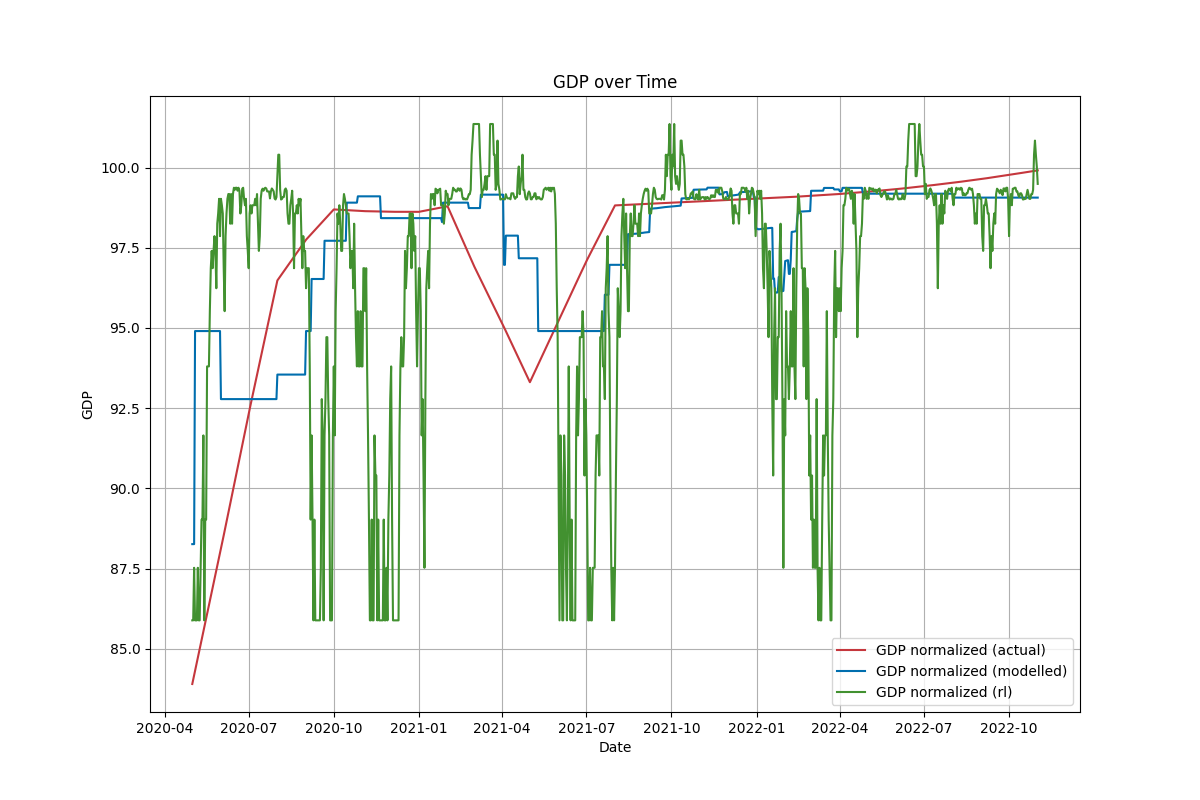 GDP over Time
100.0
97.5
95.0
92.5
90.0
87.5
85.0
GDP
GDP normalized (actual)
GDP normalized (modelled)
GDP normalized (rl)
2020-04 2020-07 2020-10 2021-01 2021-04 2021-07 2021-10 2022-01 2022-04 2022-07 2022-10
Date